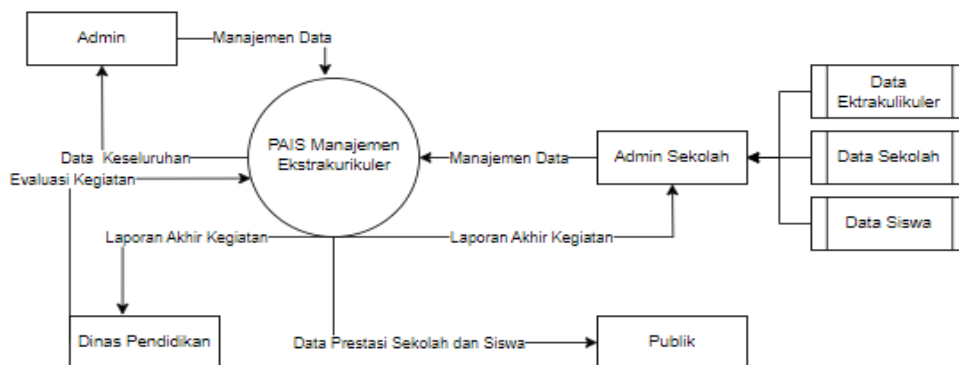 Admin
Manajemen Data
PAIS Manajemen
Ekstrakurikuler
Data Keseluruhan
Evaluasi Kegiatan
Manajemen Data
Admin Sekolah
Data
Ektrakulikuler
Data Sekolah
Data Siswa
Laporan Akhir Kegiatan
Laporan Akhir Kegiatan
Dinas Pendidikan
Data Prestasi Sekolah dan Siswa
Publik